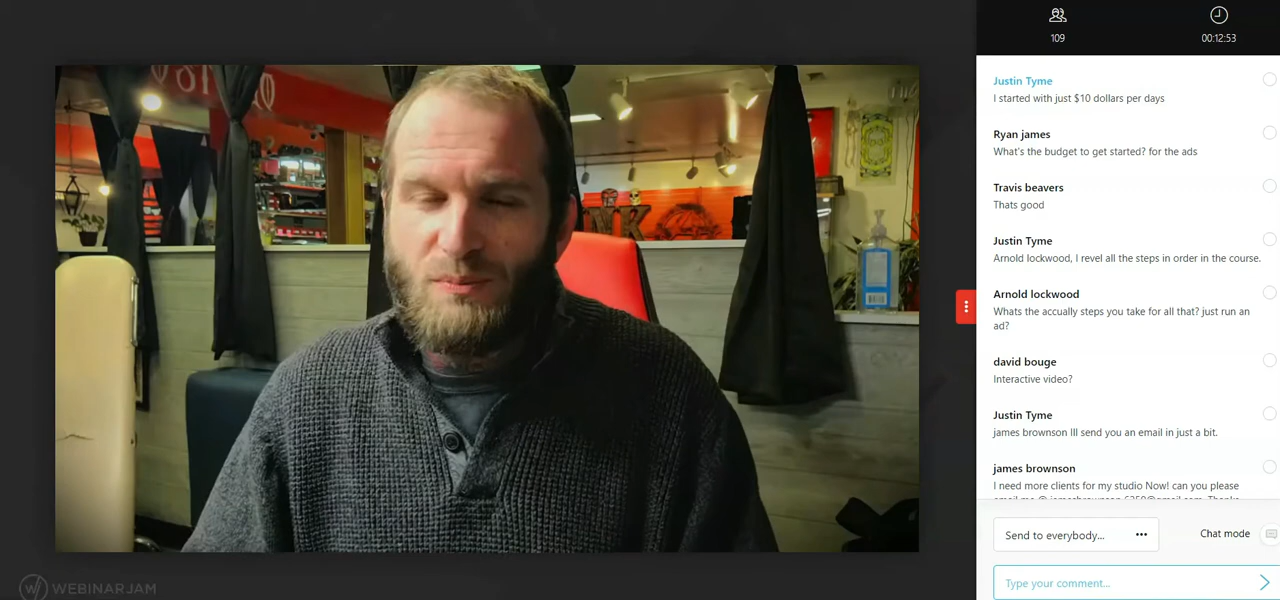 109
00:12:53
Justin Tyme
I started with just $10 dollars per days
Ryan james
What's the budget to get started? for the ads
Travis beavers
Thats good
Justin Tyme
Arnold lockwood, I revel all the steps in order in the course.
Arnold lockwood
Whats the accually steps you take for all that? just run an
ad?
david bouge
Interactive video?
Justin Tyme
james brownson Ill send you an email in just a bit.
james brownson
I need more clients for my studio Now! can you please
Send to everybody... •••
Chat mode
Type your comment...
WEBINARJAM